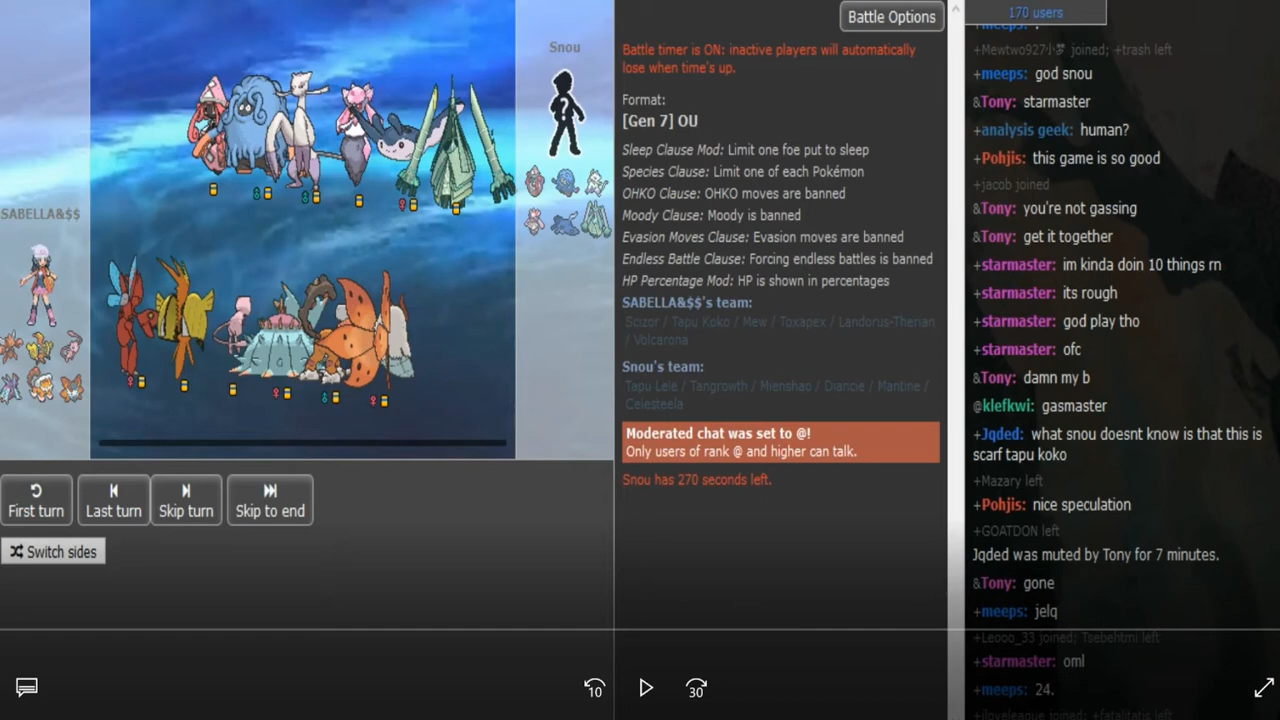 Snou
SABELLA&$$
First turn
Last turn
Skip turn
Skip to end
Switch sides
Battle Options
Battle timer is ON: inactive players will automatically
lose when time's up.
Format:
[Gen 7] OU
Sleep Clause Mod: Limit one foe put to sleep
Species Clause: Limit one of each Pokémon
OHKO Clause: OHKO moves are banned
Moody Clause: Moody is banned
Evasion Moves Clause: Evasion moves are banned
Endless Battle Clause: Forcing endless battles is banned
HP Percentage Mod: HP is shown in percentages
SABELLA&$$'s team:
Scizor / Tapu Koko / Mew / Toxapex / Landorus-Therian
/ Volcarona
Snou's team:
Tapu Lele / Tangrowth / Mienshao / Diancie / Mantine /
Celesteela
Moderated chat was set to @!
Only users of rank @ and higher can talk.
Snou has 270 seconds left.
170 users
+meeps: .
joined; +trash left
+meeps: god snou
&Tony: starmaster
+analysis geek: human?
+Pohjis: this game is so good
+jacob joined
&Tony: you're not gassing
&Tony: get it together
+starmaster: im kinda doin 10 things rn
+starmaster: its rough
+starmaster: god play tho
+starmaster: ofc
&Tony: damn my b
@klefkwi: gasmaster
+Jqded: what snou doesnt know is that this is
scarf tapu koko
+Mazary left
+Pohjis: nice speculation
+GOATDON left
Jqded was muted by Tony for 7 minutes.
&Tony: gone
+meeps: jelq
+Leooo_33 joined; Tsebehtmi left
+starmaster: oml
+meeps: 24.
+iloveleague joined; +fatalitatis left
10
30